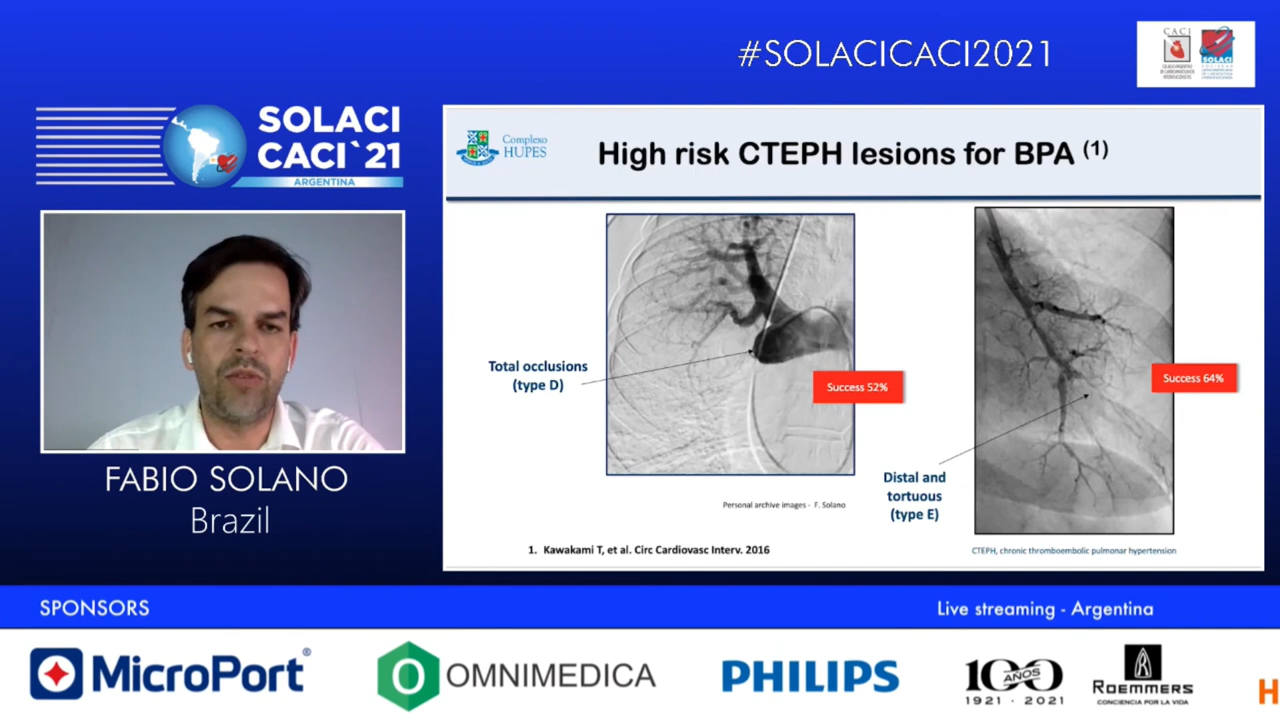 #SOLACICACI2021
CACI
SOLACI
SOLACI
CACI`21
ARGENTINA
FABIO SOLANO
Brazil
Complexo
HUPES
High risk CTEPH lesions for BPA (1)
Total occlusions
(type D)
Success 52%
Personal archive images - F. Solano
Success 64%
Distal and
tortuous
(type E)
1. Kawakami T, et al. Circ Cardiovasc Interv. 2016
CTEPH, chronic thromboembolic pulmonary hypertension
SPONSORS
Live streaming - Argentina
MicroPort®
OMNIMEDICA
PHILIPS
100
AÑOS
1921 · 2021
ROEMMERS
CONCIENCIA POR LA VIDA
H